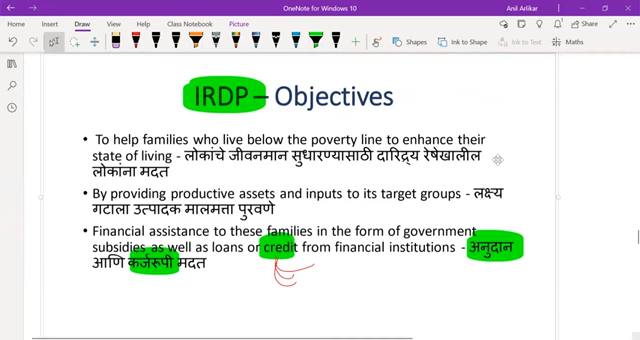 OneNote for Windows 10
Anil Arlikar
Home Insert Draw View Help Share
Shapes Ink to Shape Ink to Text Maths
IRDP – Objectives
• To help families who live below the poverty line to enhance their
state of living - लोकांचे जीवनमान सुधारण्यासाठी दारिद्र्य रेषेखालील
लोकांना मदत
• By providing productive assets and inputs to its target groups - लक्ष्य
गटाला उत्पादक मालमत्ता पुरवणे
• Financial assistance to these families in the form of government
subsidies as well as loans or credit from financial institutions - अनुदान
आणि कर्जरूपी मदत